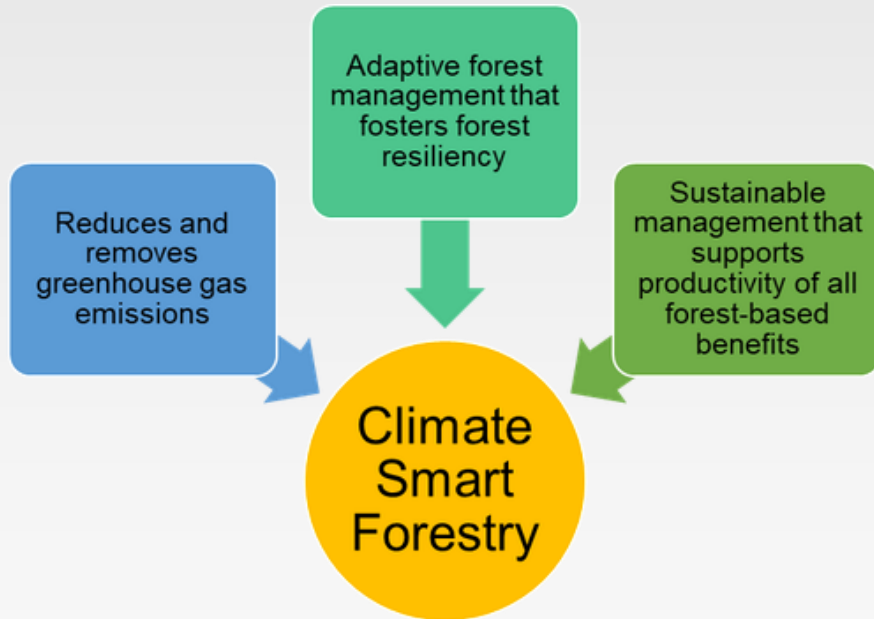 Adaptive forest
management that
fosters forest
resiliency
Reduces and
removes
greenhouse gas
emissions
Sustainable
management that
supports
productivity of all
forest-based
benefits
Climate
Smart
Forestry